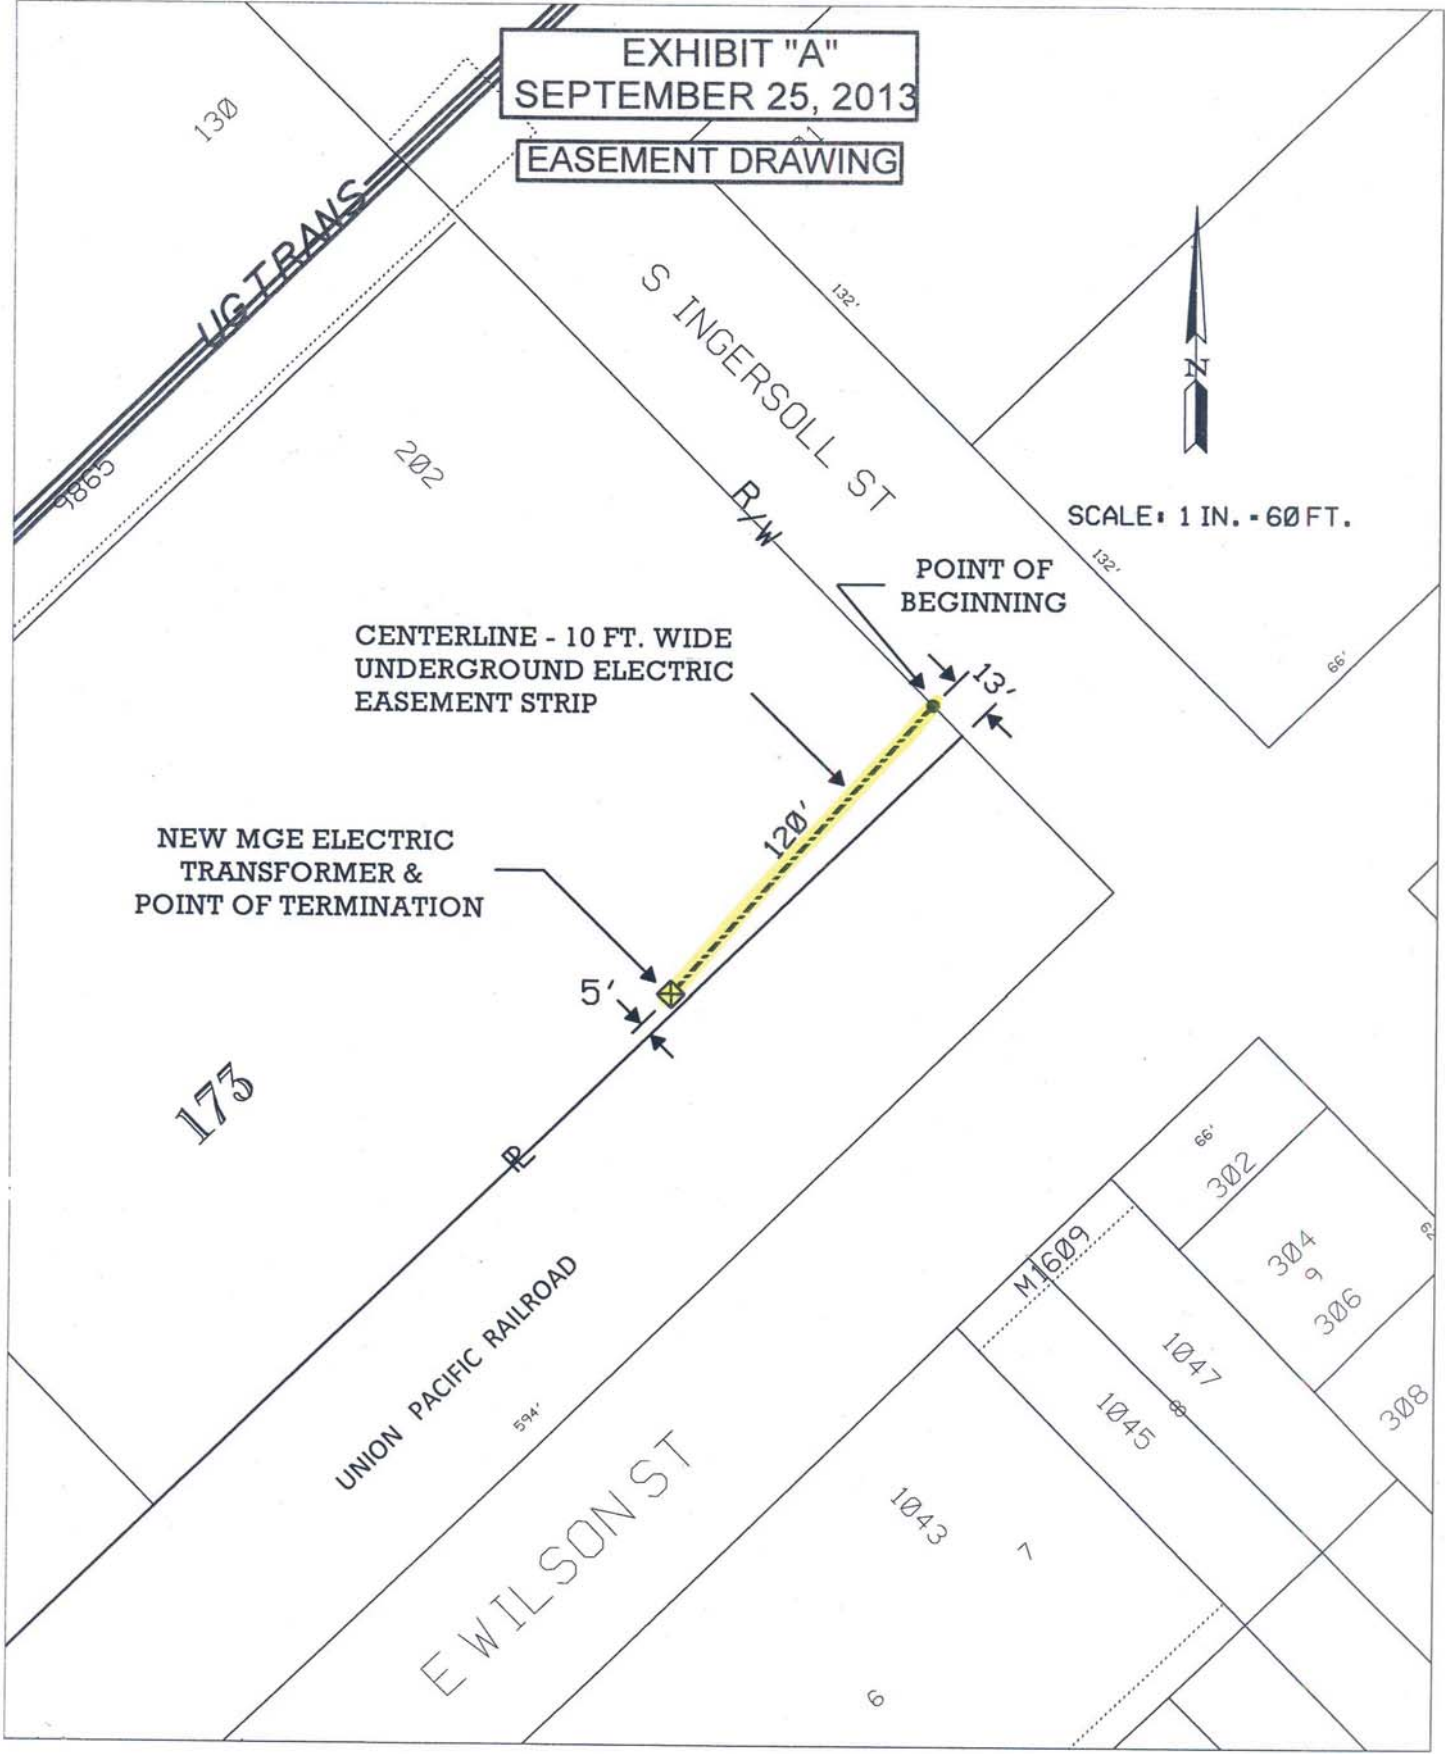 EXHIBIT "A"
SEPTEMBER 25, 2013
EASEMENT DRAWING
130
UG TRANS
9865
202
S INGERSOLL ST
132'
N
SCALE: 1 IN. - 60 FT.
R/W
132'
66'
POINT OF
BEGINNING
13'
CENTERLINE - 10 FT. WIDE
UNDERGROUND ELECTRIC
EASEMENT STRIP
120'
NEW MGE ELECTRIC
TRANSFORMER &
POINT OF TERMINATION
5'
173
PL
UNION PACIFIC RAILROAD
594'
E WILSON ST
66'
302
304
9
306
308
M1609
1047
8
1045
1043
7
6